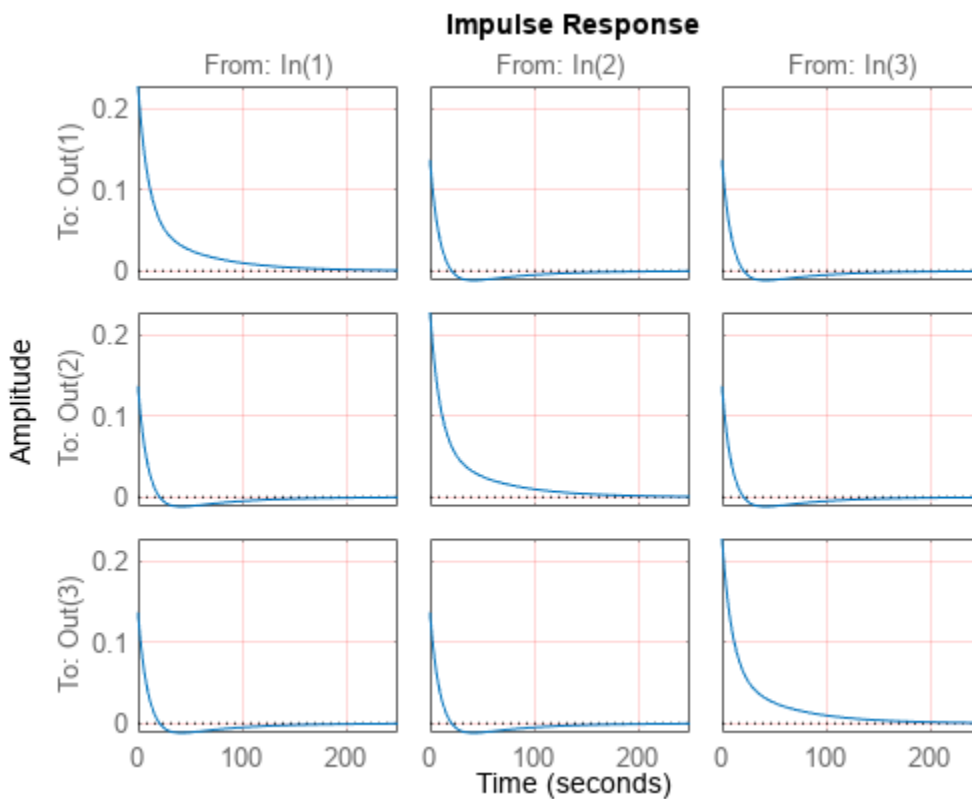 Impulse Response
From: In(1) From: In(2) From: In(3)
To: Out(1)
0.2
0.1
0
To: Out(2)
0.2
0.1
0
To: Out(3)
0.2
0.1
0
Amplitude
0 100 200 0 100 200 0 100 200
Time (seconds)